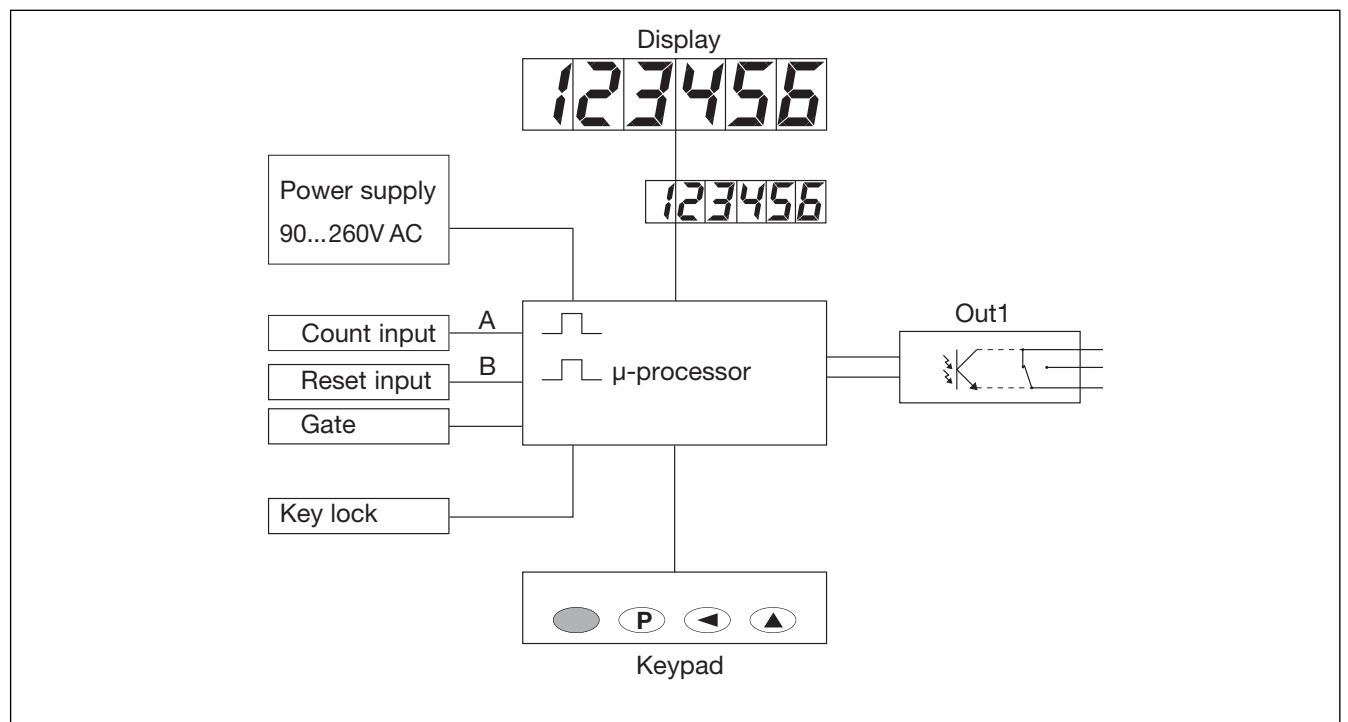 Display
123456
123456
Power supply
90...260V AC
Count input
A
Reset input
B
µ-processor
Gate
Key lock
Out1
P
Keypad